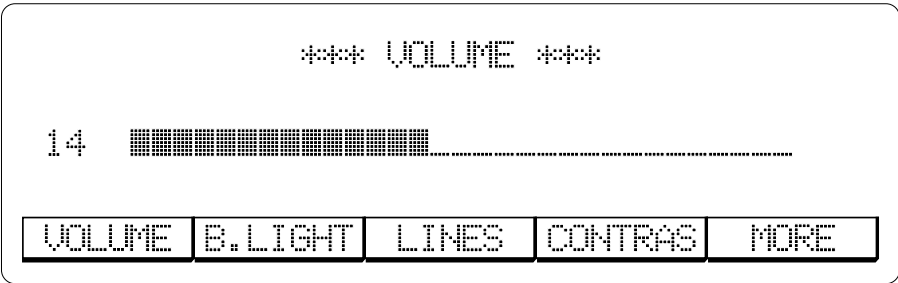 *** VOLUME ***
14
VOLUME B.LIGHT LINES CONTRAS MORE